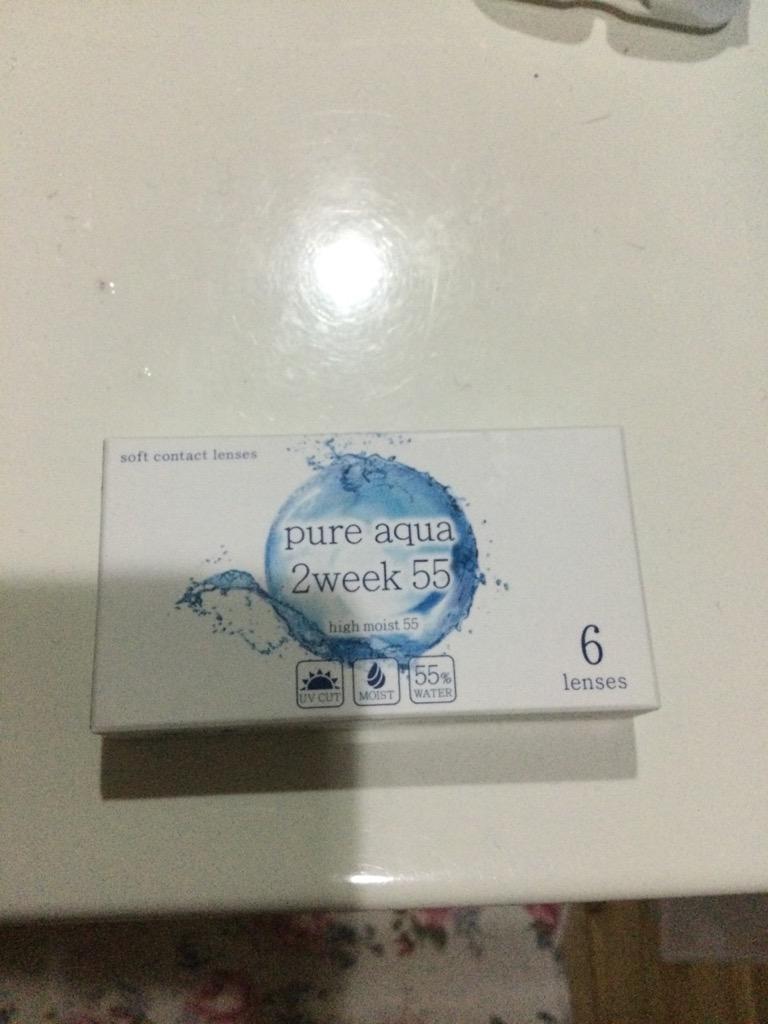 soft contact lenses
pure aqua
2week 55
high moist 55
UV CUT
MOIST
55%
WATER
6
lenses